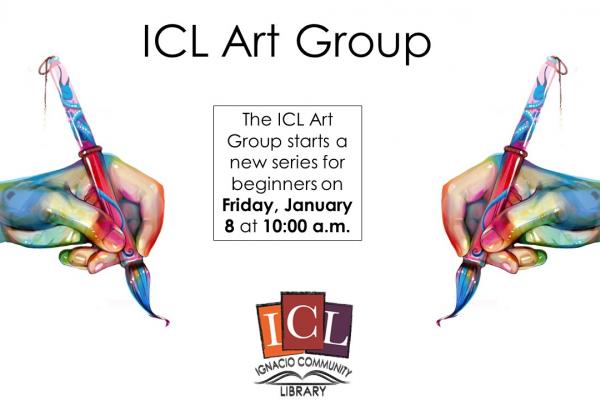 ICL Art Group
The ICL Art
Group starts a
new series for
beginners on
Friday, January
8 at 10:00 a.m.
ICL
IGNACIO COMMUNITY
LIBRARY